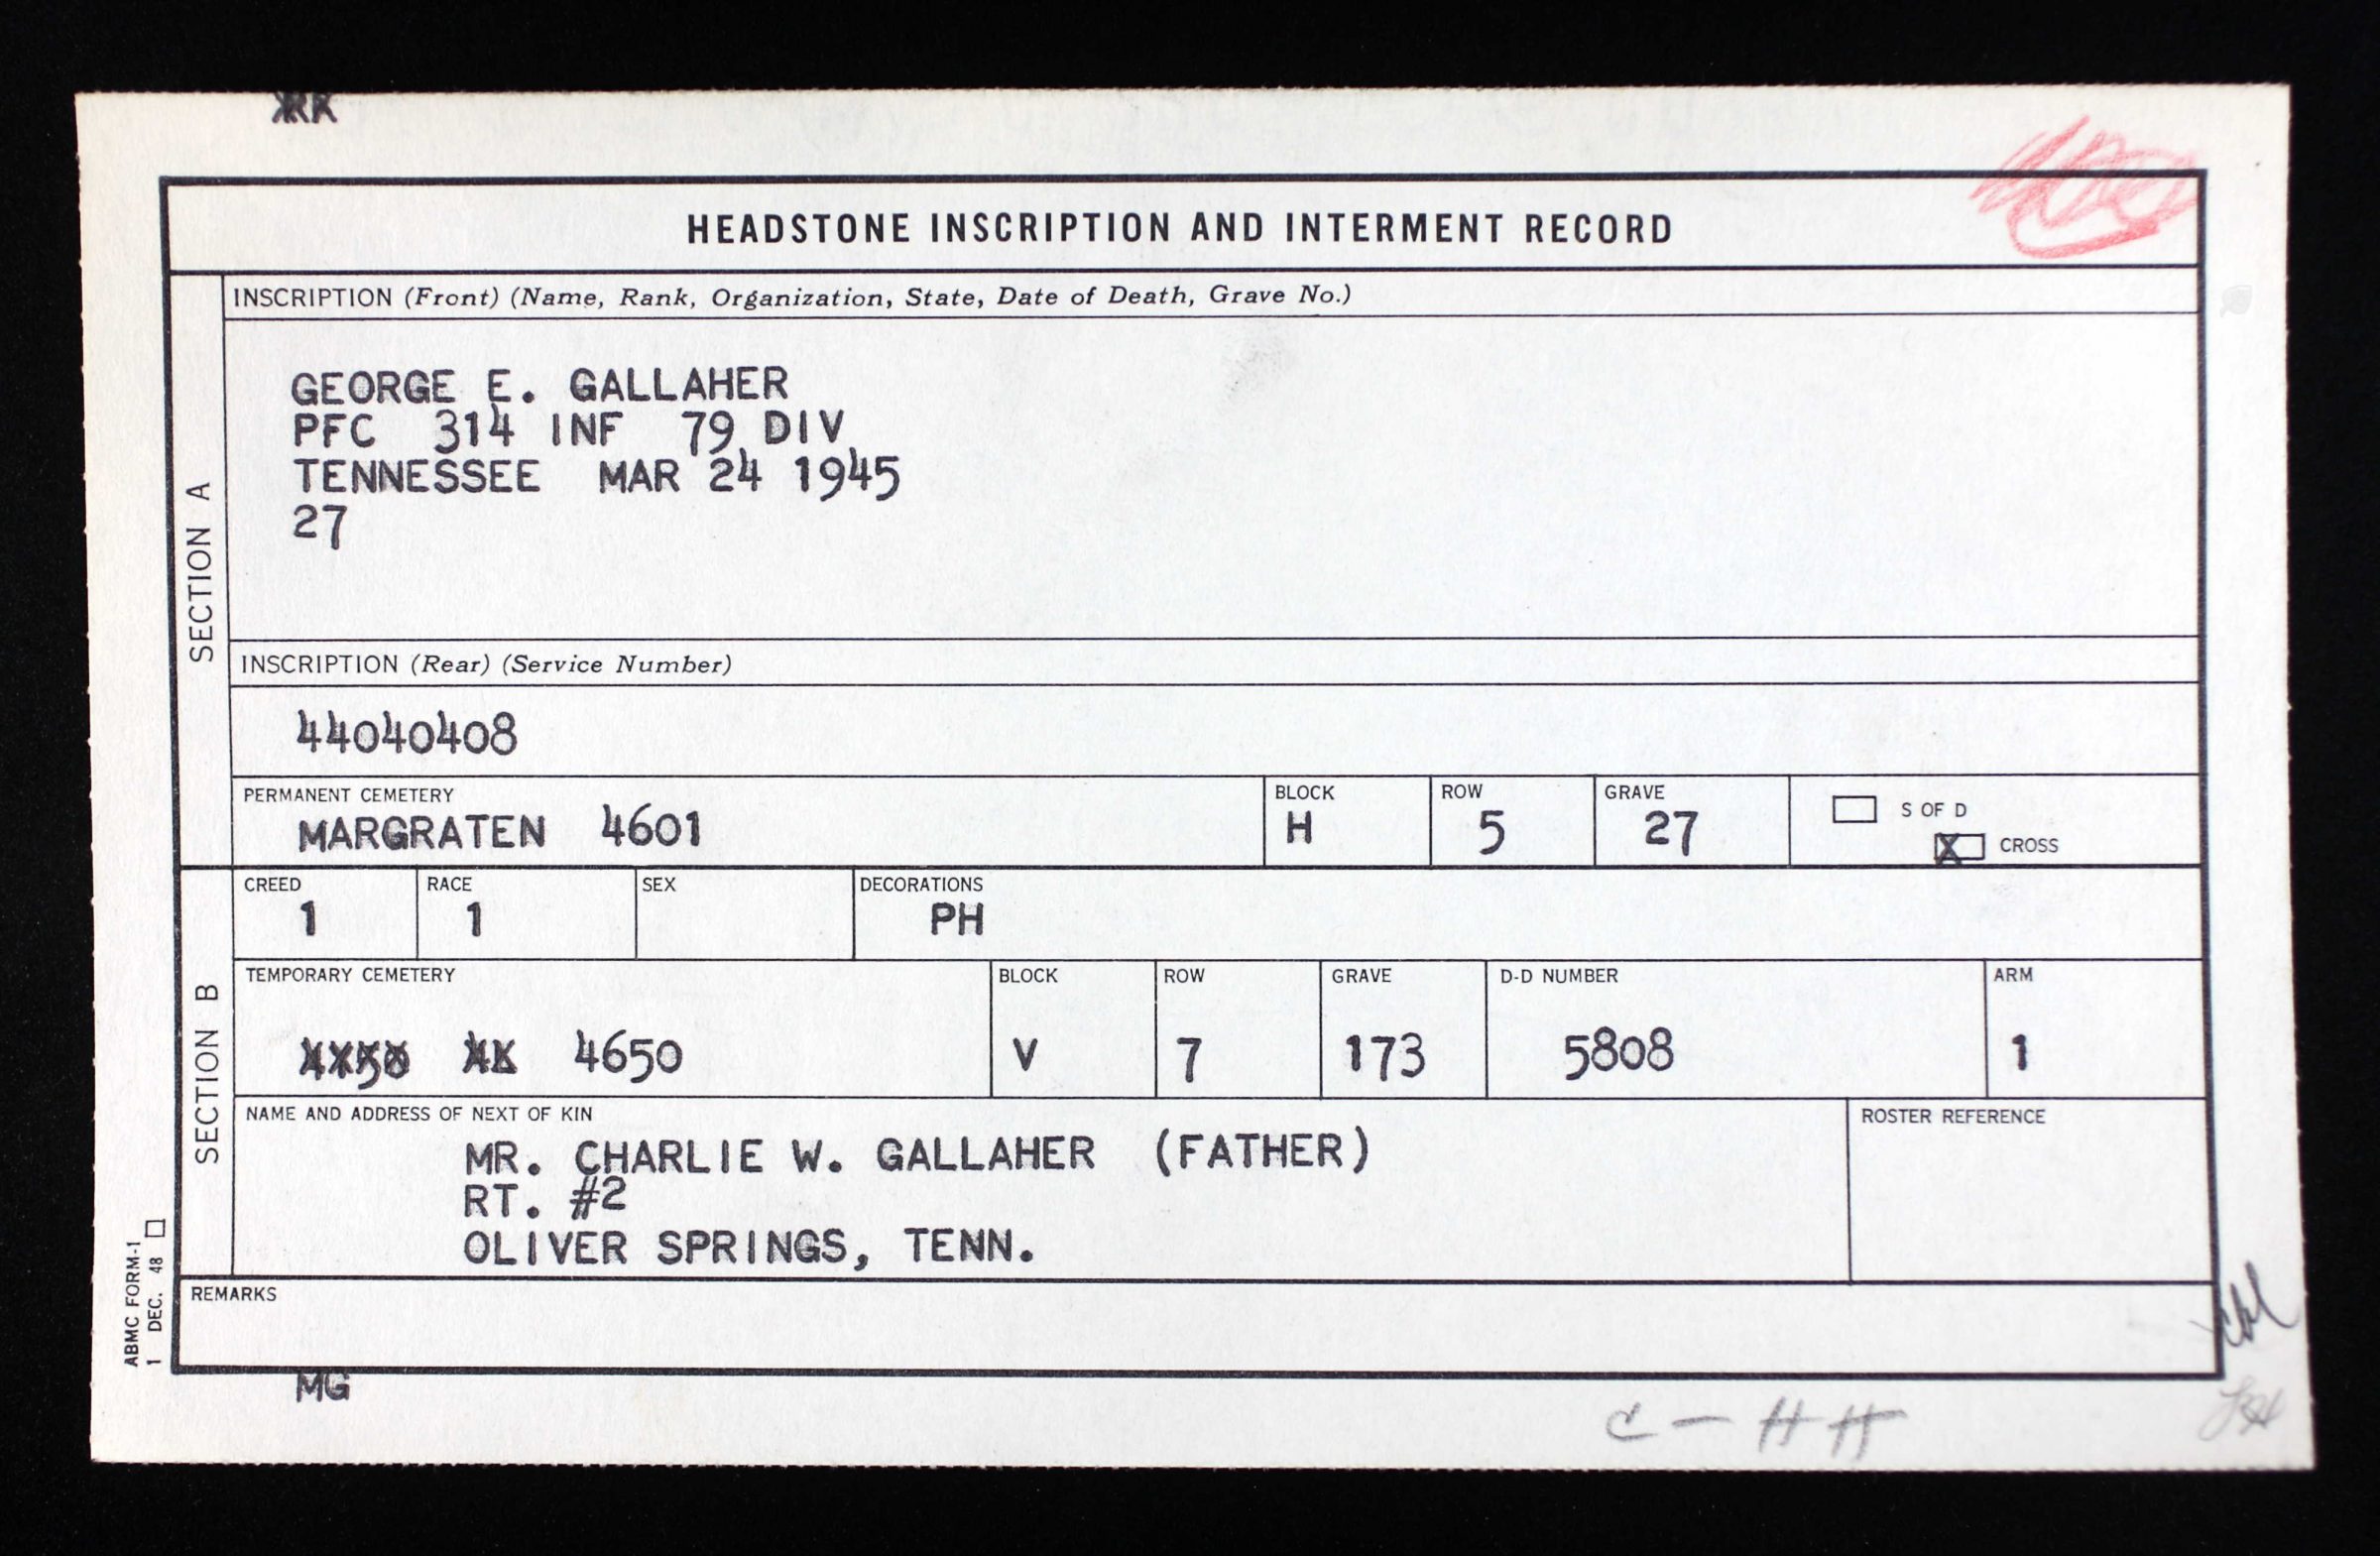 HEADSTONE INSCRIPTION AND INTERMENT RECORD
SECTION A
INSCRIPTION (Front) (Name, Rank, Organization, State, Date of Death, Grave No.)
GEORGE E. GALLAHER
PFC 314 INF 79 DIV
TENNESSEE MAR 24 1945
27
INSCRIPTION (Rear) (Service Number)
44040408
PERMANENT CEMETERY BLOCK ROW GRAVE S OF D
MARGRATEN 4601 H 5 27 X CROSS
SECTION B
CREED RACE SEX DECORATIONS
1 1 PH
TEMPORARY CEMETERY BLOCK ROW GRAVE D-D NUMBER ARM
4650 V 7 173 5808 1
NAME AND ADDRESS OF NEXT OF KIN ROSTER REFERENCE
MR. CHARLIE W. GALLAHER (FATHER)
RT. #2
OLIVER SPRINGS, TENN.
REMARKS
ABMC FORM-1
1 DEC. 48
MG
C - H H